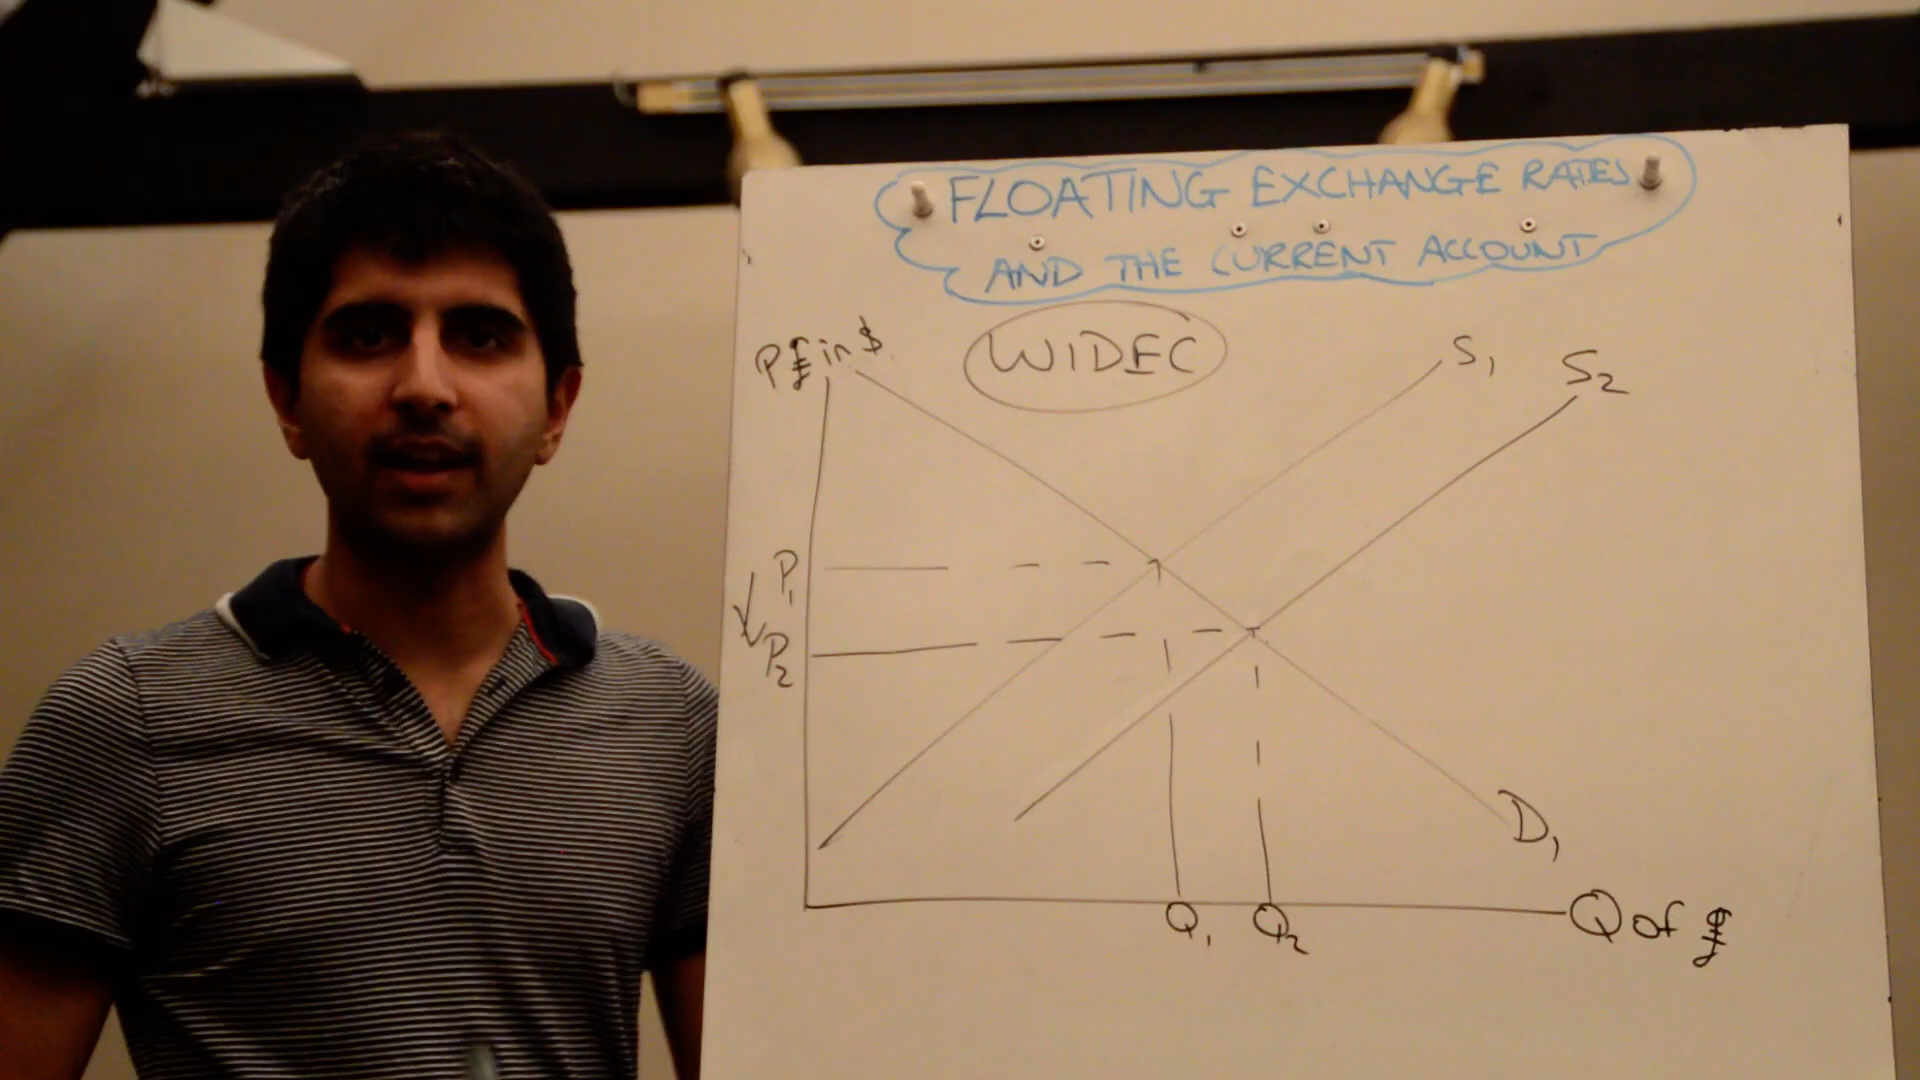 FLOATING EXCHANGE RATES
AND THE CURRENT ACCOUNT
WIDEC
P£ in $
S1
S2
P1
P2
D1
Q1
Q2
Q of £